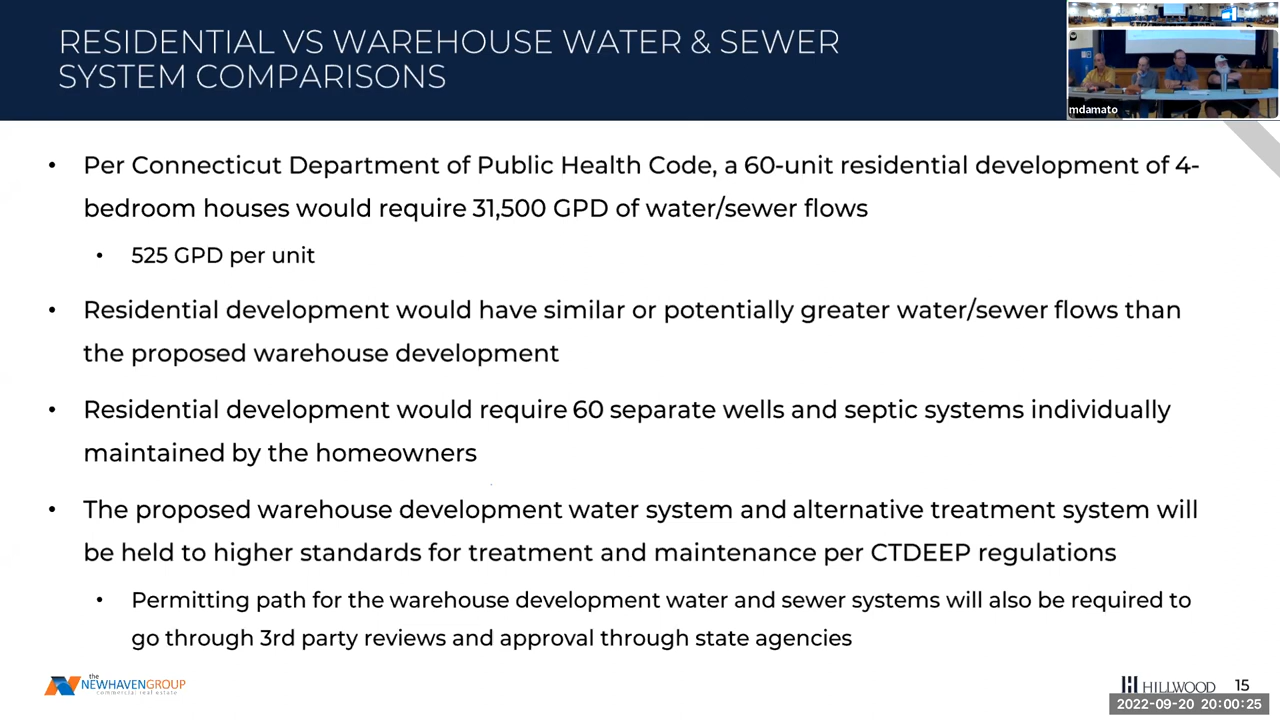 RESIDENTIAL VS WAREHOUSE WATER & SEWER
SYSTEM COMPARISONS
mdamato
• Per Connecticut Department of Public Health Code, a 60-unit residential development of 4-
bedroom houses would require 31,500 GPD of water/sewer flows
• 525 GPD per unit
• Residential development would have similar or potentially greater water/sewer flows than
the proposed warehouse development
• Residential development would require 60 separate wells and septic systems individually
maintained by the homeowners
• The proposed warehouse development water system and alternative treatment system will
be held to higher standards for treatment and maintenance per CTDEEP regulations
• Permitting path for the warehouse development water and sewer systems will also be required to
go through 3rd party reviews and approval through state agencies
the
NEWHAVENGROUP
commercial real estate
HILLWOOD 15
2022-09-20 20:00:25